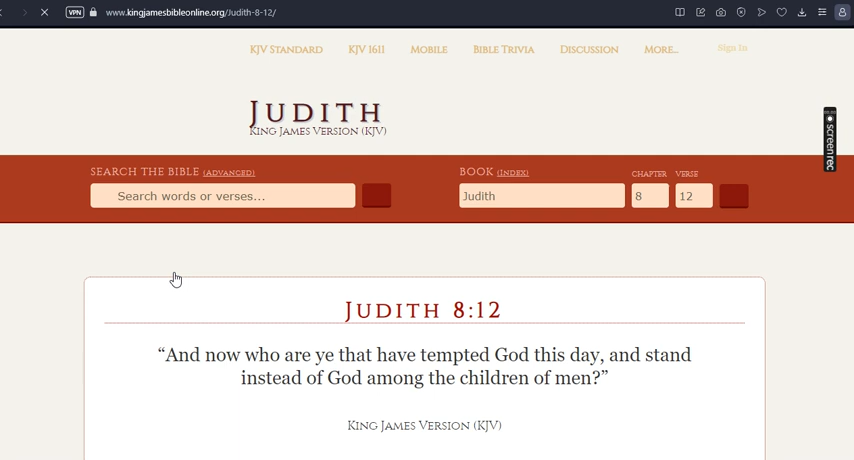 VPN www.kingjamesbibleonline.org/Judith-8-12/
KJV Standard KJV 1611 Mobile Bible Trivia Discussion More... Sign In
Judith
King James Version (KJV)
Search the Bible (Advanced) Book (Index) Chapter Verse
Search words or verses... Judith 8 12
screenrec
Judith 8:12
“And now who are ye that have tempted God this day, and stand
instead of God among the children of men?”
King James Version (KJV)